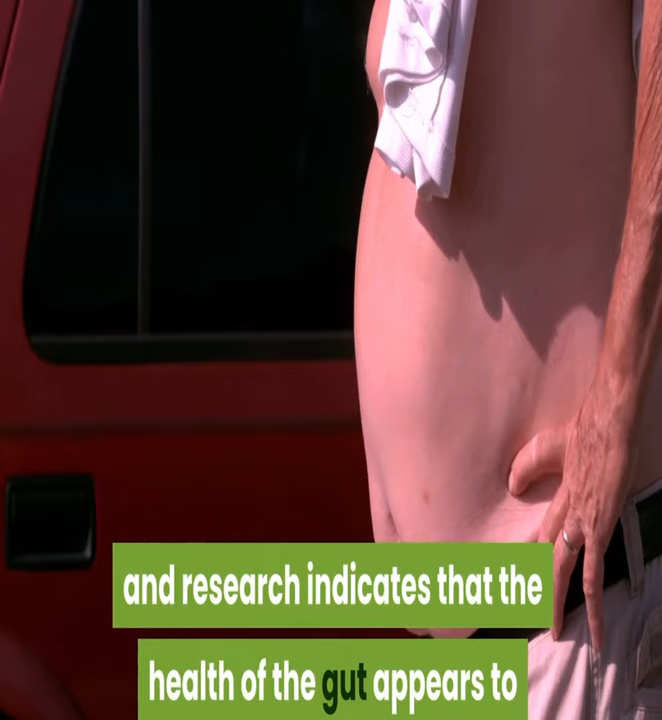 and research indicates that the
health of the gut appears to